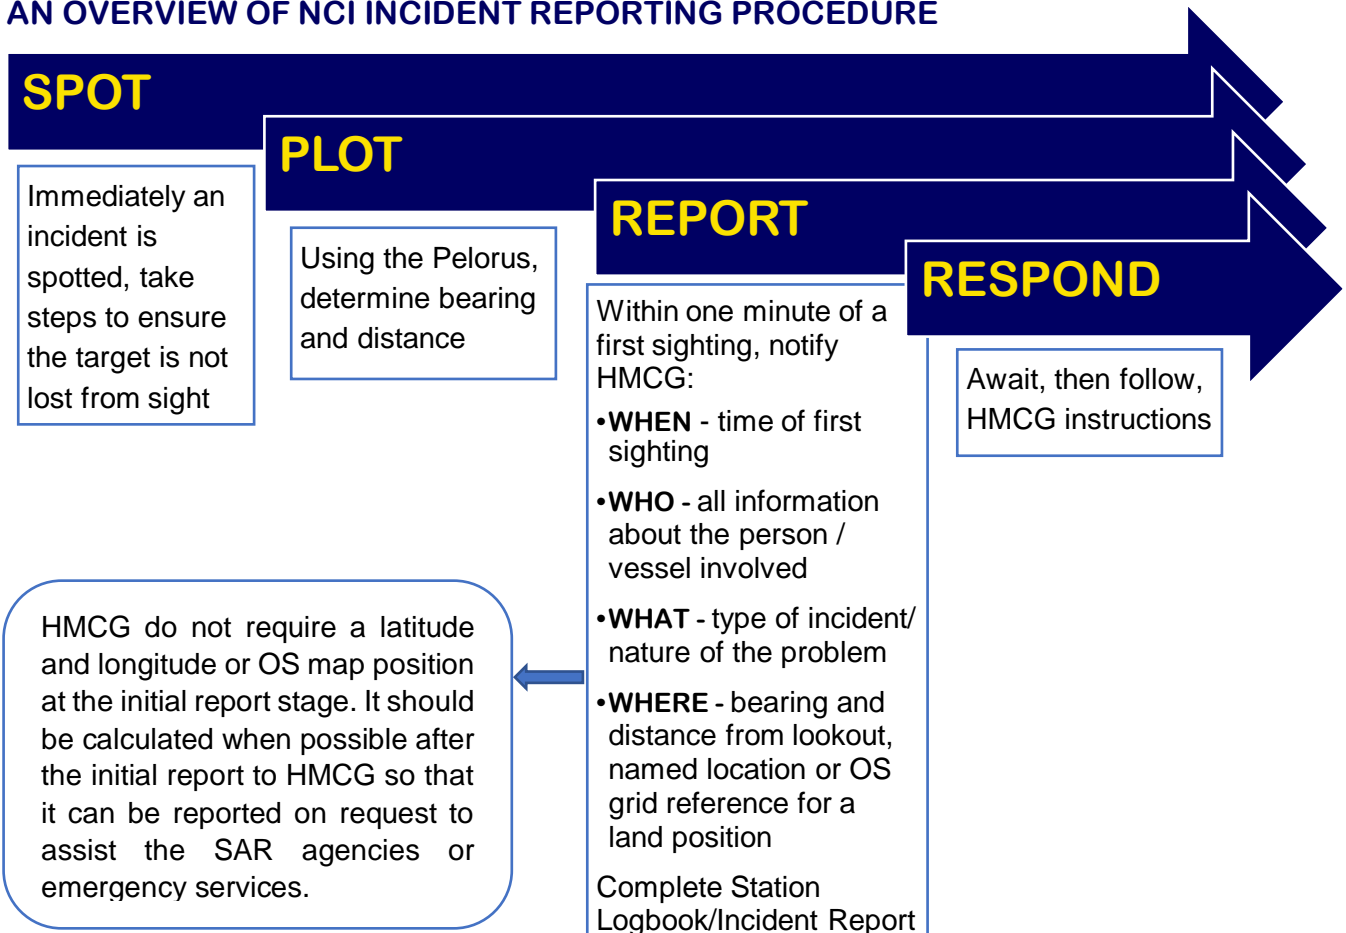 AN OVERVIEW OF NCI INCIDENT REPORTING PROCEDURE
SPOT
Immediately an
incident is
spotted, take
steps to ensure
the target is not
lost from sight
PLOT
Using the Pelorus,
determine bearing
and distance
REPORT
Within one minute of a
first sighting, notify
HMCG:
•WHEN - time of first
sighting
•WHO - all information
about the person /
vessel involved
•WHAT - type of incident/
nature of the problem
•WHERE - bearing and
distance from lookout,
named location or OS
grid reference for a
land position
Complete Station
Logbook/Incident Report
RESPOND
Await, then follow,
HMCG instructions
HMCG do not require a latitude
and longitude or OS map position
at the initial report stage. It should
be calculated when possible after
the initial report to HMCG so that
it can be reported on request to
assist the SAR agencies or
emergency services.